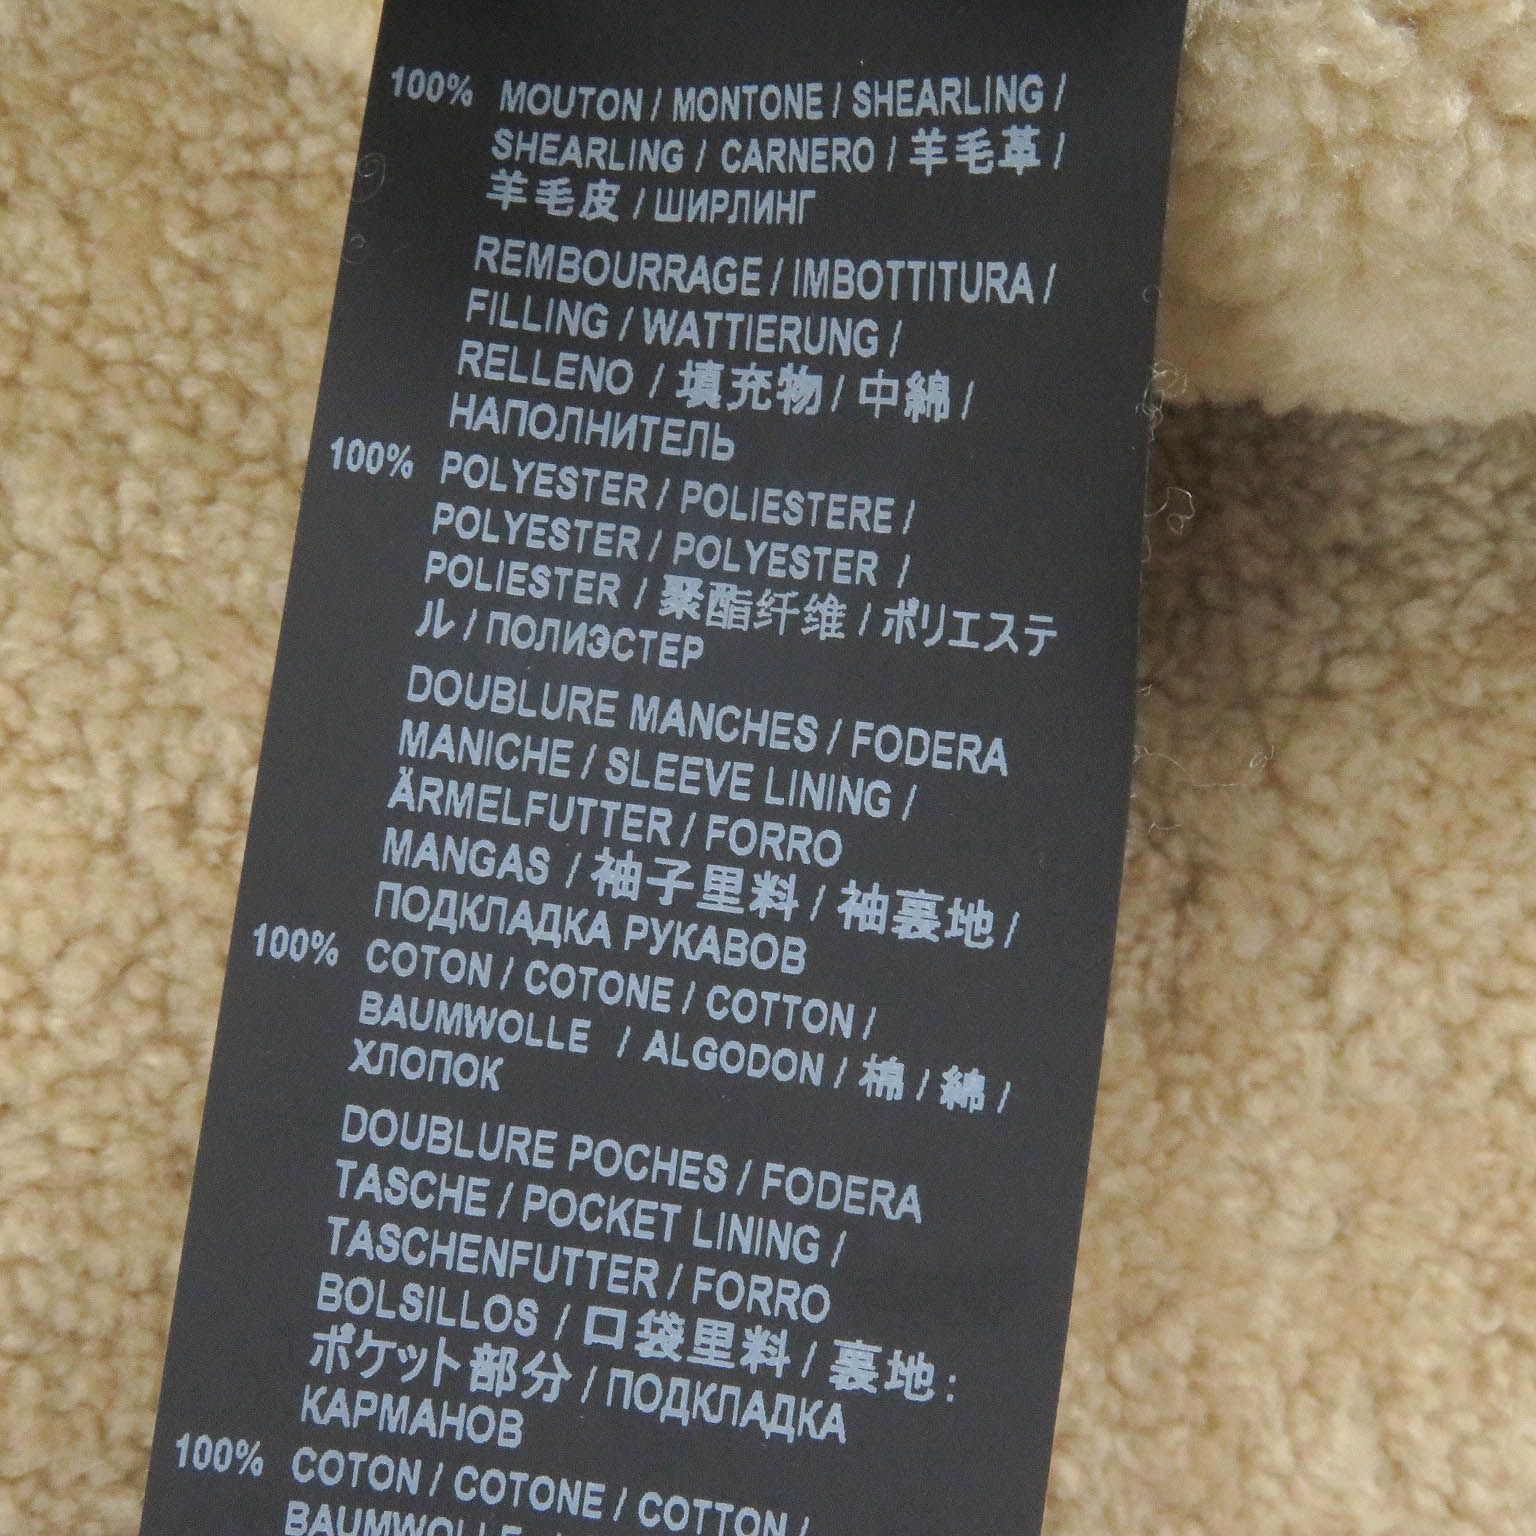 100% MOUTON / MONTONE / SHEARLING /
SHEARLING / CARNERO / 羊毛革 /
羊毛皮 / ШИРЛИНГ
REMBOURRAGE / IMBOTTITURA /
FILLING / WATTIERUNG /
RELLENO / 填充物 / 中綿 /
НАПОЛНИТЕЛЬ
100% POLYESTER / POLIESTERE /
POLYESTER / POLYESTER /
POLIESTER / 聚酯纤维 / ポリエステ
ル / ПОЛИЭСТЕР
DOUBLURE MANCHES / FODERA
MANICHE / SLEEVE LINING /
ÄRMELFUTTER / FORRO
MANGAS / 袖子里料 / 袖裏地 /
ПОДКЛАДКА РУКАВОВ
100% COTON / COTONE / COTTON /
BAUMWOLLE / ALGODON / 棉 / 綿 /
ХЛОПОК
DOUBLURE POCHES / FODERA
TASCHE / POCKET LINING /
TASCHENFUTTER / FORRO
BOLSILLOS / 口袋里料 / 裏地:
ポケット部分 / ПОДКЛАДКА
КАРМАНОВ
100% COTON / COTONE / COTTON /
BAUMWOLLE